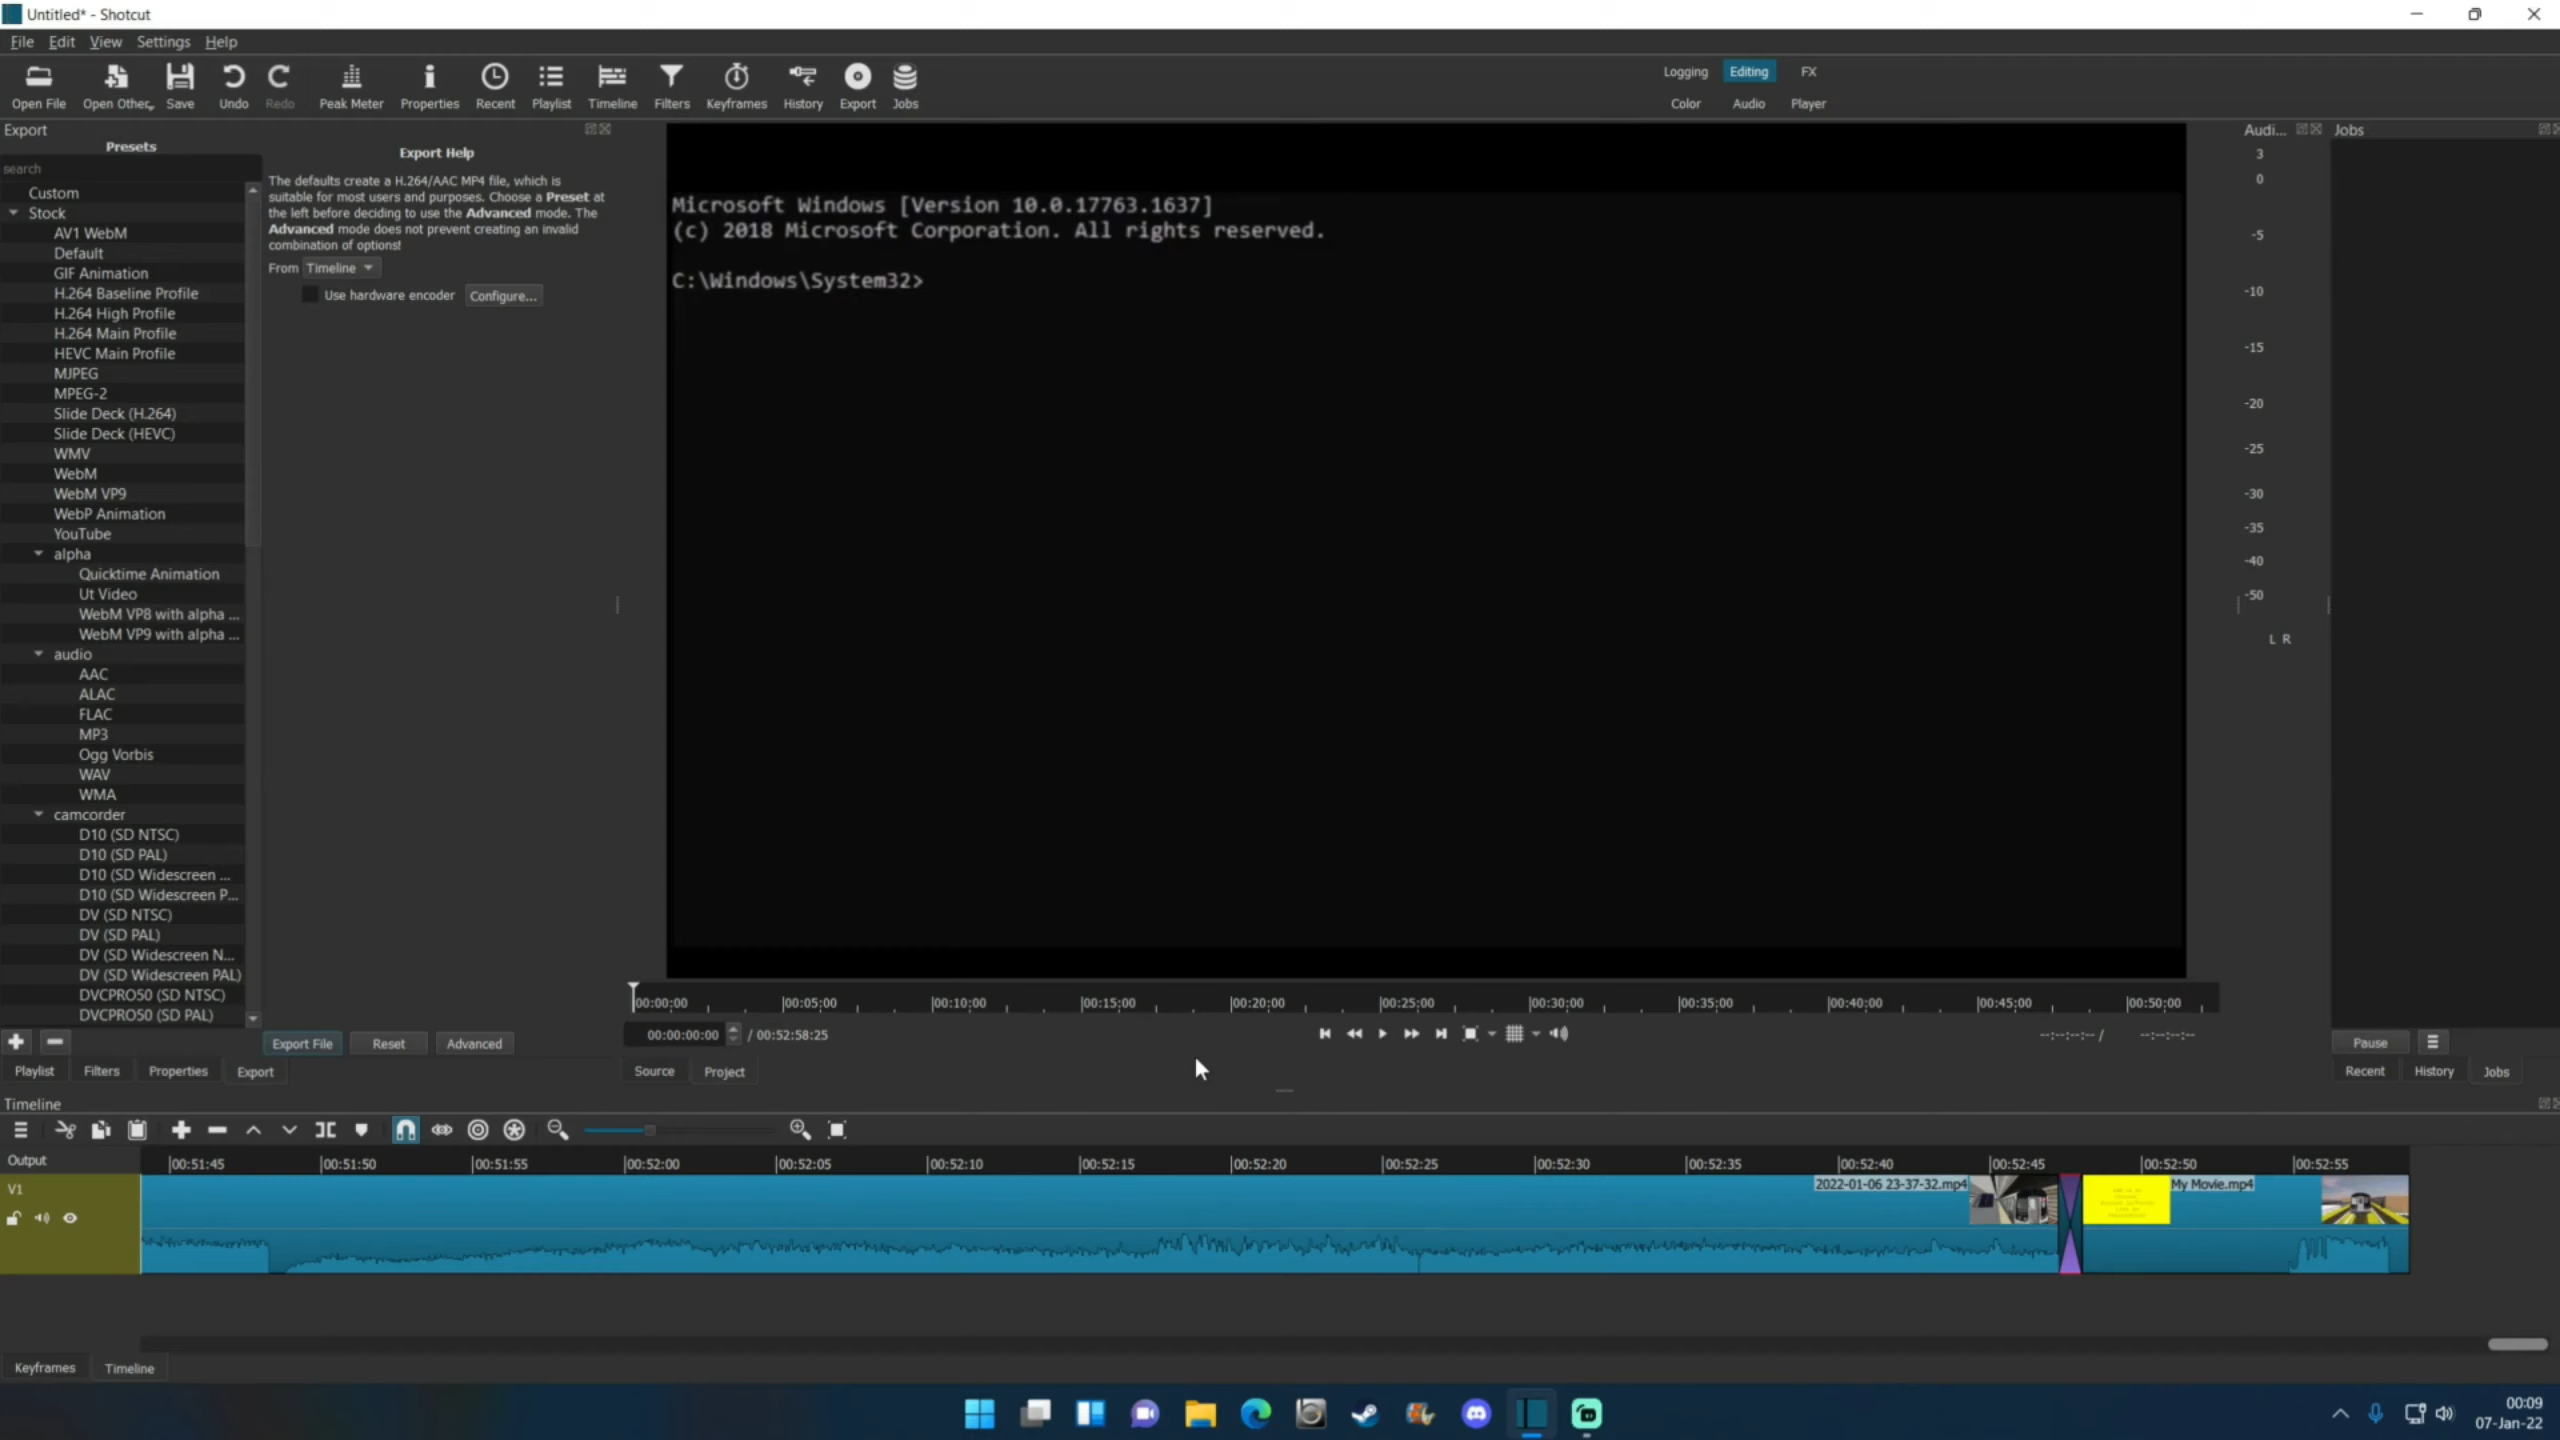 Untitled* - Shotcut
File Edit View Settings Help
Open File Open Other... Save Undo Redo Peak Meter Properties Recent Playlist Timeline Filters Keyframes History Export Jobs
Logging Editing FX
Color Audio Player
Export
Presets
search
Custom
Stock
AV1 WebM
Default
GIF Animation
H.264 Baseline Profile
H.264 High Profile
H.264 Main Profile
HEVC Main Profile
MJPEG
MPEG-2
Slide Deck (H.264)
Slide Deck (HEVC)
WMV
WebM
WebM VP9
WebP Animation
YouTube
alpha
Quicktime Animation
Ut Video
WebM VP8 with alpha ...
WebM VP9 with alpha ...
audio
AAC
ALAC
FLAC
MP3
Ogg Vorbis
WAV
WMA
camcorder
D10 (SD NTSC)
D10 (SD PAL)
D10 (SD Widescreen ...
D10 (SD Widescreen P...
DV (SD NTSC)
DV (SD PAL)
DV (SD Widescreen N...
DV (SD Widescreen PAL)
DVCPRO50 (SD NTSC)
DVCPRO50 (SD PAL)
Export Help
The defaults create a H.264/AAC MP4 file, which is
suitable for most users and purposes. Choose a Preset at
the left before deciding to use the Advanced mode. The
Advanced mode does not prevent creating an invalid
combination of options!
From Timeline
Use hardware encoder Configure...
Export File Reset Advanced
Playlist Filters Properties Export
Microsoft Windows [Version 10.0.17763.1637]
(c) 2018 Microsoft Corporation. All rights reserved.
C:\Windows\System32>
00:00:00 00:05:00 00:10:00 00:15:00 00:20:00 00:25:00 00:30:00 00:35:00 00:40:00 00:45:00 00:50:00
00:00:00:00 / 00:52:58:25
--:--:--:-- / --:--:--:--
Source Project
Audi...
3
0
-5
-10
-15
-20
-25
-30
-35
-40
-50
L R
Jobs
Pause
Recent History Jobs
Timeline
Output
00:51:45 00:51:50 00:51:55 00:52:00 00:52:05 00:52:10 00:52:15 00:52:20 00:52:25 00:52:30 00:52:35 00:52:40 00:52:45 00:52:50 00:52:55
V1
2022-01-06 23-37-32.mp4
My Movie.mp4
Keyframes Timeline
00:09
07-Jan-22